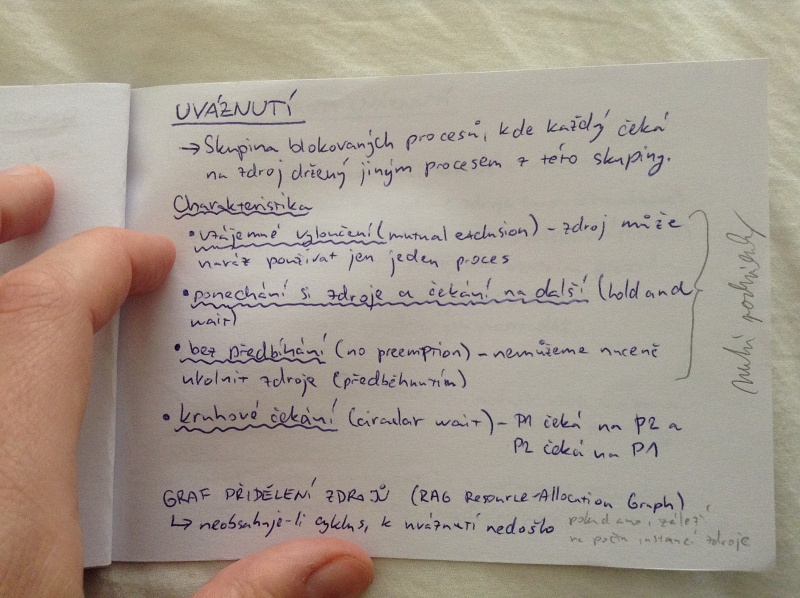 UVÁZNUTÍ
→ Skupina blokovaných procesů, kde každý čeká
na zdroj držený jiným procesem z této skupiny.
Charakteristika
• vzájemné vyloučení (mutual exclusion) - zdroj může
naráz používat jen jeden proces
• ponechání si zdroje a čekání na další (hold and
wait)
• bez předbíhání (no preemption) - nemůžeme nuceně
uvolnit zdroje (předběhnutím)
• kruhové čekání (circular wait) - P1 čeká na P2 a
P2 čeká na P1
nutné podmínky
GRAF PŘIDĚLENÍ ZDROJŮ (RAG Resource-Allocation Graph)
↳ neobsahuje-li cyklus, k uváznutí nedošlo
pokud ano, záleží
na počtu instancí zdroje